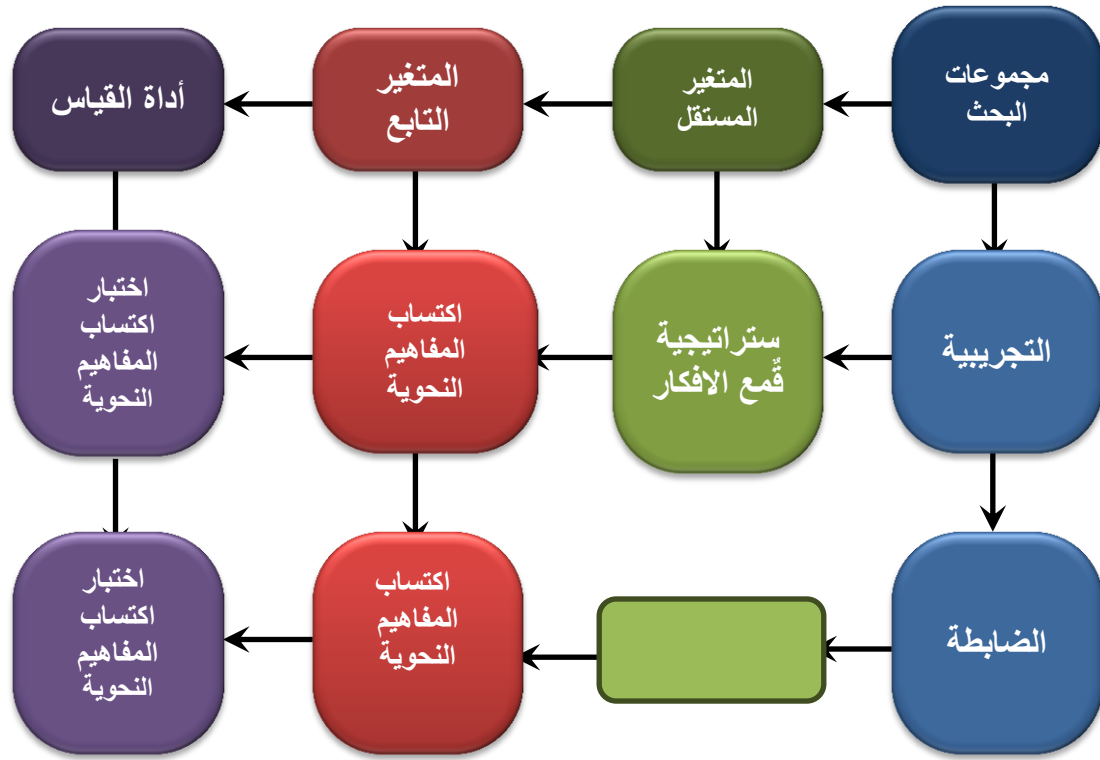 مجموعات
البحث
المتغير
المستقل
المتغير
التابع
أداة القياس
التجريبية
ستراتيجية
قُمع الافكار
اكتساب
المفاهيم
النحوية
اختبار
اكتساب
المفاهيم
النحوية
الضابطة
اكتساب
المفاهيم
النحوية
اختبار
اكتساب
المفاهيم
النحوية